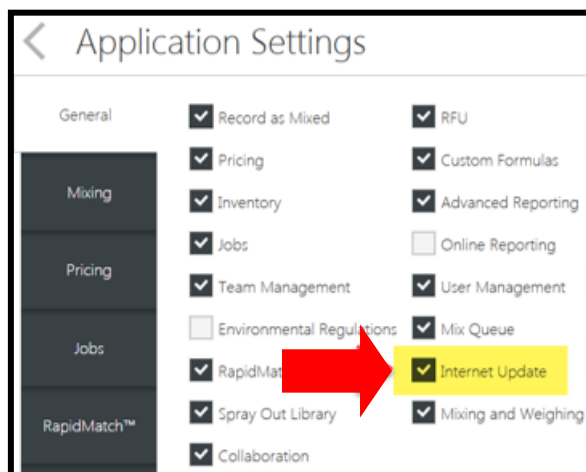 Application Settings
General
Mixing
Pricing
Jobs
RapidMatch™
Record as Mixed
Pricing
Inventory
Jobs
Team Management
Environmental Regulations
Spray Out Library
Collaboration
RFU
Custom Formulas
Advanced Reporting
Online Reporting
User Management
Mix Queue
Internet Update
Mixing and Weighing